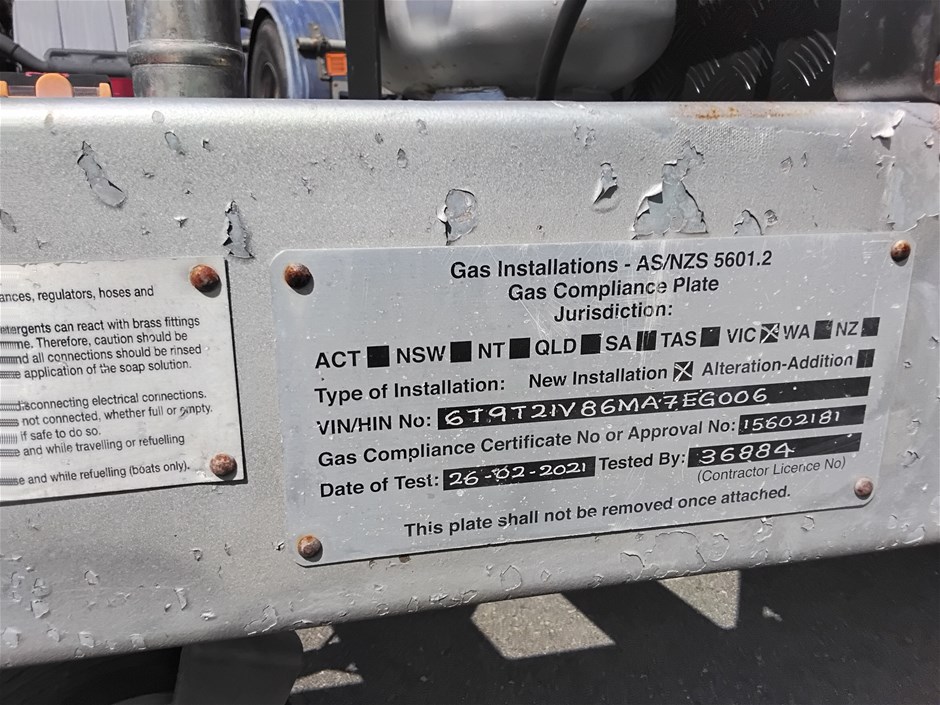 ances, regulators, hoses and
etergents can react with brass fittings
me. Therefore, caution should be
nd all connections should be rinsed
application of the soap solution.
disconnecting electrical connections.
not connected, whether full or empty.
if safe to do so.
and while travelling or refuelling
e and while refuelling (boats only).
Gas Installations - AS/NZS 5601.2
Gas Compliance Plate
Jurisdiction:
ACT NSW NT QLD SA TAS VIC WA NZ
Type of Installation: New Installation Alteration-Addition
VIN/HIN No: 6T9T21V86MA7EG006
Gas Compliance Certificate No or Approval No: 15602181
Date of Test: 26-02-2021 Tested By: 36884
(Contractor Licence No)
This plate shall not be removed once attached.